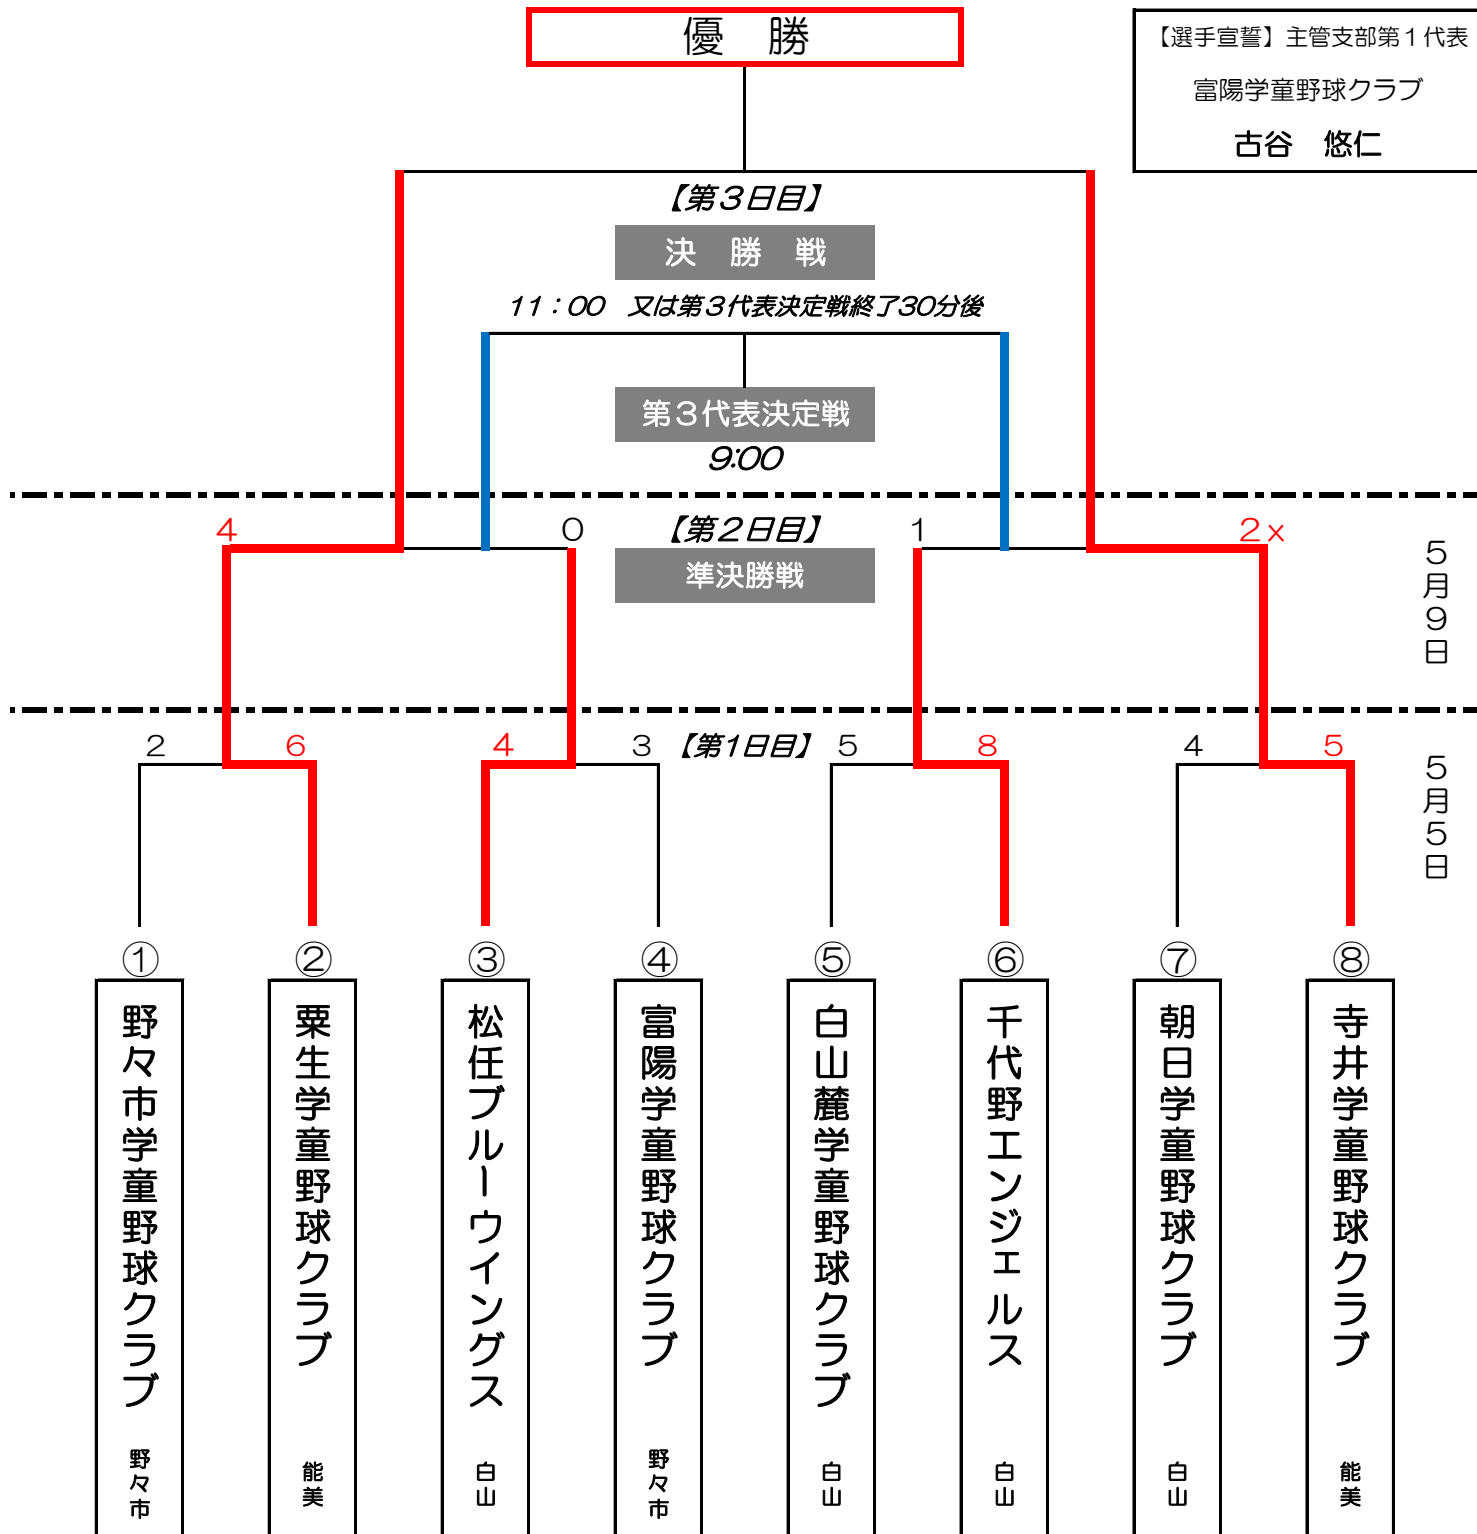 優　勝
【選手宣誓】主管支部第１代表
富陽学童野球クラブ
古谷　悠仁
【第３日目】
決　勝　戦
11：00　又は第３代表決定戦終了30分後
第３代表決定戦
9:00
4
0
【第２日目】
1
2x
準決勝戦
５月９日
2
6
4
3
【第１日目】
5
8
4
5
５月５日
①
②
③
④
⑤
⑥
⑦
⑧
野々市学童野球クラブ
野々市
粟生学童野球クラブ
能美
松任ブルーウイングス
白山
富陽学童野球クラブ
野々市
白山麓学童野球クラブ
白山
千代野エンジェルス
白山
朝日学童野球クラブ
白山
寺井学童野球クラブ
能美